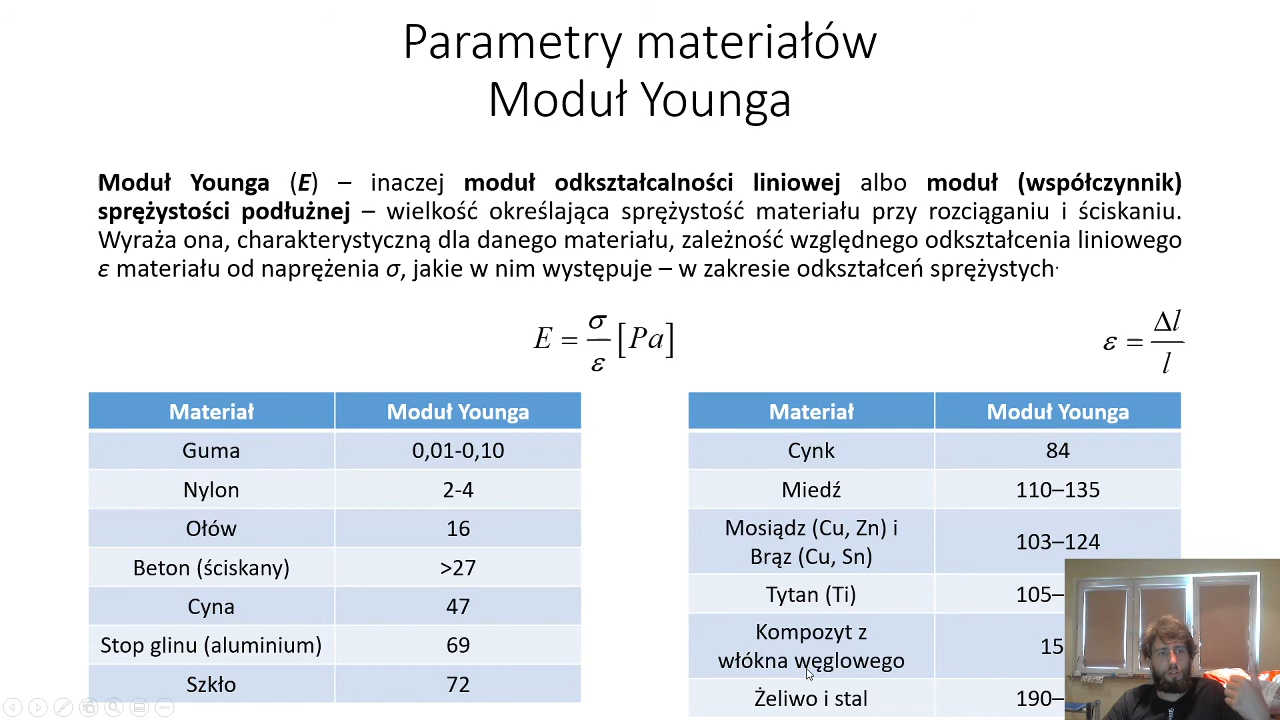 Parametry materiałów
Moduł Younga
Moduł Younga (E) – inaczej moduł odkształcalności liniowej albo moduł (współczynnik)
sprężystości podłużnej – wielkość określająca sprężystość materiału przy rozciąganiu i ściskaniu.
Wyraża ona, charakterystyczną dla danego materiału, zależność względnego odkształcenia liniowego
ε materiału od naprężenia σ, jakie w nim występuje – w zakresie odkształceń sprężystych.
E = σ/ε [Pa]
ε = Δl/l
Materiał Moduł Younga
Guma 0,01-0,10
Nylon 2-4
Ołów 16
Beton (ściskany) >27
Cyna 47
Stop glinu (aluminium) 69
Szkło 72
Materiał Moduł Younga
Cynk 84
Miedź 110–135
Mosiądz (Cu, Zn) i
Brąz (Cu, Sn) 103–124
Tytan (Ti) 105–
Kompozyt z
włókna węglowego 15
Żeliwo i stal 190–